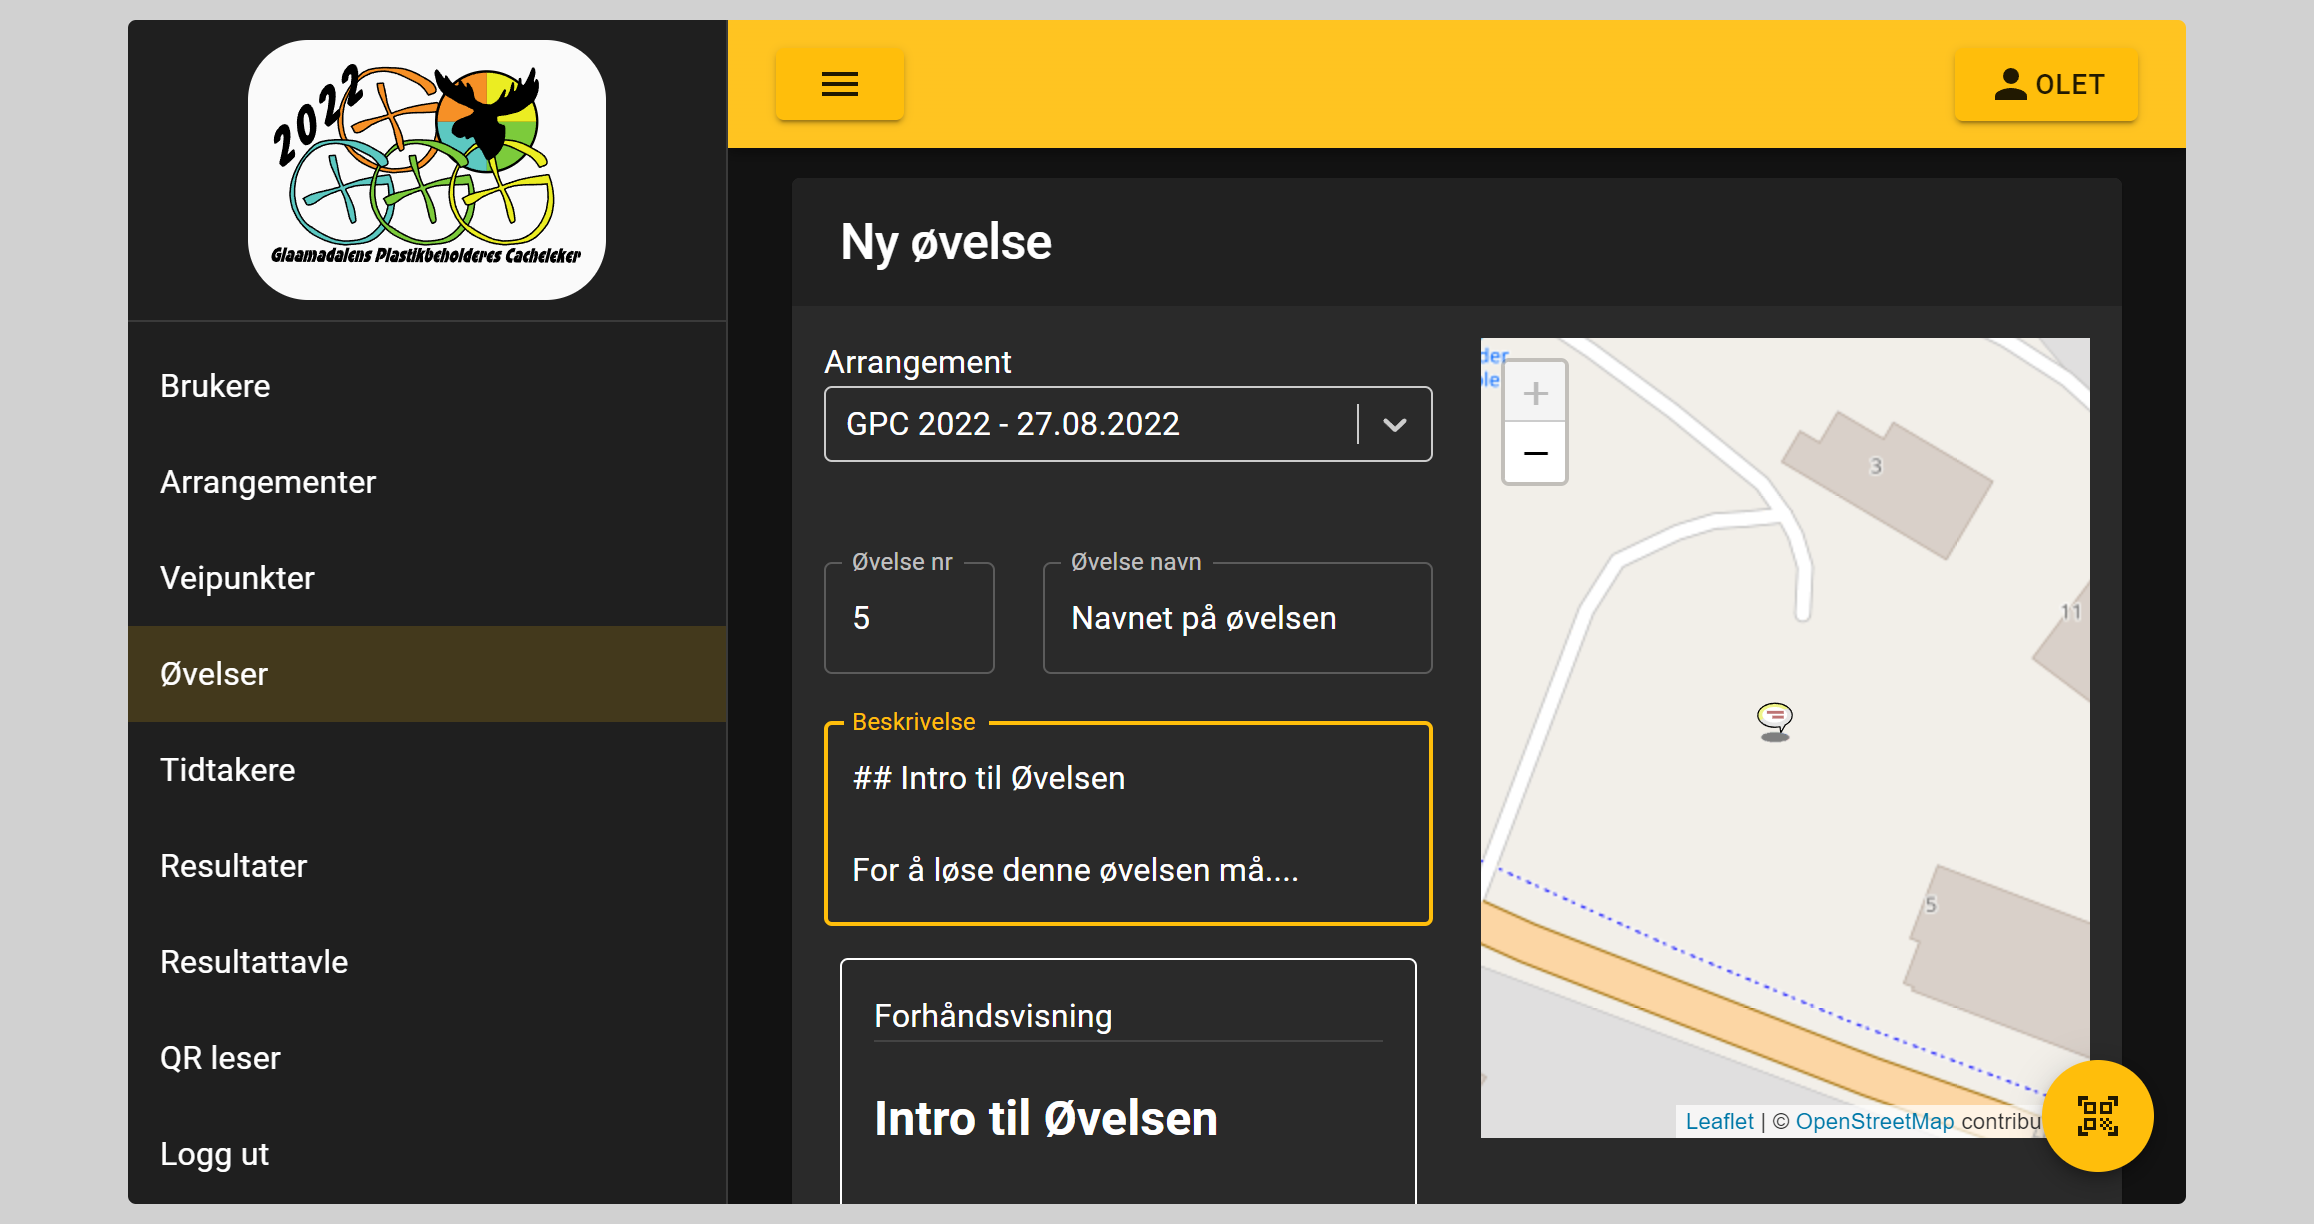 2022
Glaamadalens Plastikbeholderes Cacheleker
Brukere
Arrangementer
Veipunkter
Øvelser
Tidtakere
Resultater
Resultattavle
QR leser
Logg ut
OLET
Ny øvelse
Arrangement
GPC 2022 - 27.08.2022
Øvelse nr
5
Øvelse navn
Navnet på øvelsen
Beskrivelse
## Intro til Øvelsen
For å løse denne øvelsen må....
Forhåndsvisning
Intro til Øvelsen
der
le
+
−
3
11
5
Leaflet | © OpenStreetMap contribu